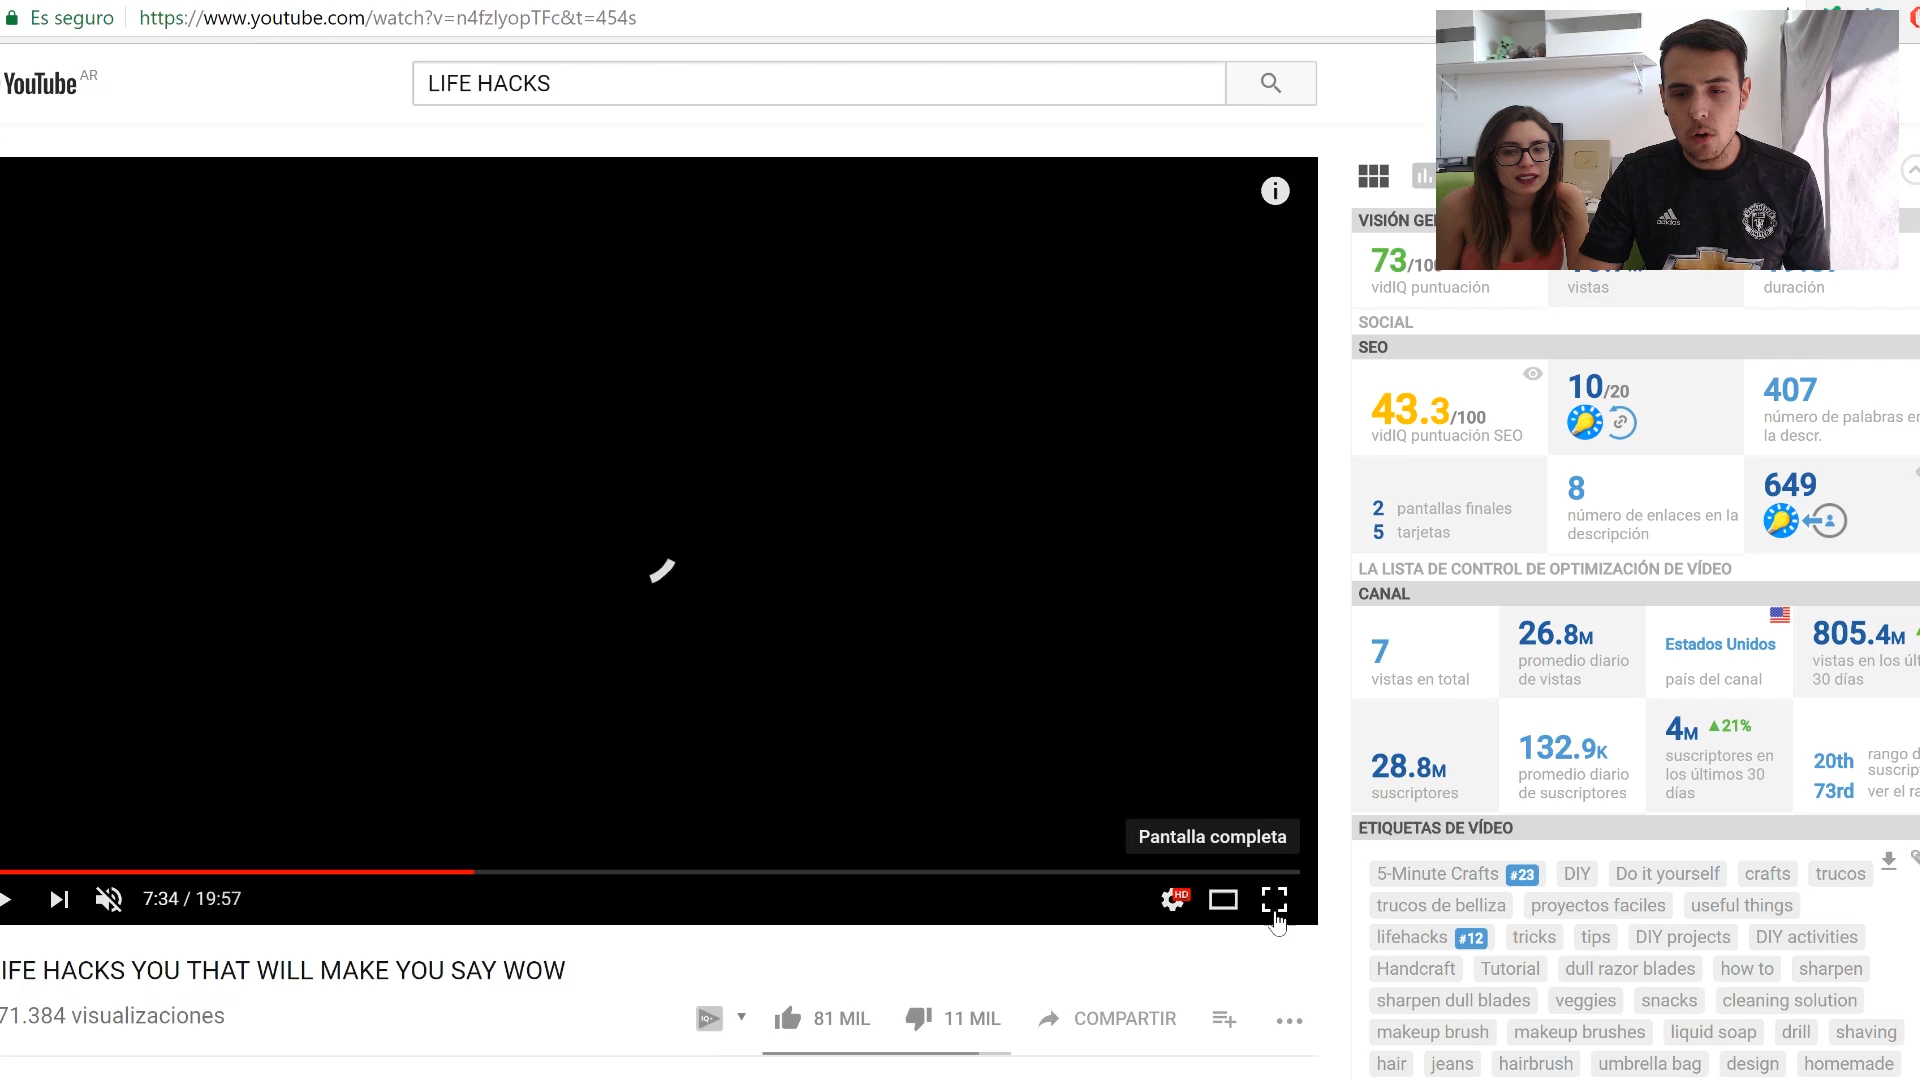 Es seguro
https://www.youtube.com/watch?v=n4fzlyopTFc&t=454s
YouTube AR
LIFE HACKS
VISIÓN GE
73/100
vidIQ puntuación
vistas
duración
SOCIAL
SEO
43.3/100
vidIQ puntuación SEO
10/20
407
número de palabras en
la descr.
2 pantallas finales
5 tarjetas
8
número de enlaces en la
descripción
649
LA LISTA DE CONTROL DE OPTIMIZACIÓN DE VÍDEO
CANAL
7
vistas en total
26.8M
promedio diario
de vistas
Estados Unidos
país del canal
805.4M
vistas en los últ
30 días
28.8M
suscriptores
132.9K
promedio diario
de suscriptores
4M ▲21%
suscriptores en
los últimos 30
días
20th rango d
suscrip
73rd ver el ra
ETIQUETAS DE VÍDEO
5-Minute Crafts #23 DIY Do it yourself crafts trucos
trucos de belliza proyectos faciles useful things
lifehacks #12 tricks tips DIY projects DIY activities
Handcraft Tutorial dull razor blades how to sharpen
sharpen dull blades veggies snacks cleaning solution
makeup brush makeup brushes liquid soap drill shaving
hair jeans hairbrush umbrella bag design homemade
Pantalla completa
7:34 / 19:57
HD
IFE HACKS YOU THAT WILL MAKE YOU SAY WOW
71.384 visualizaciones
IQ+
81 MIL
11 MIL
COMPARTIR
adidas